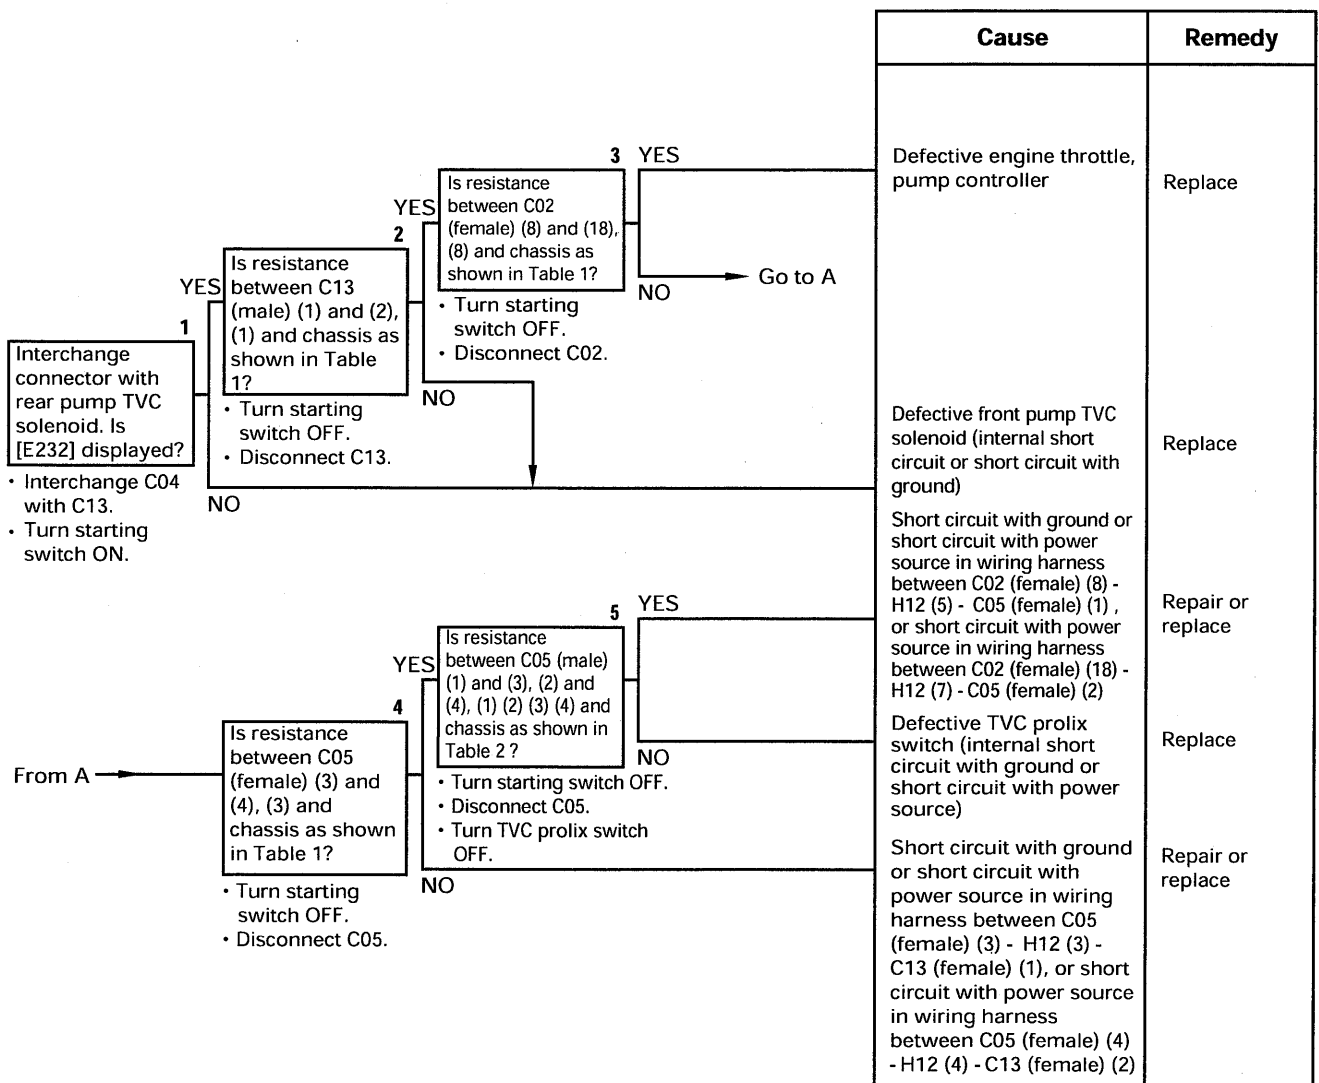 Cause
Remedy
3 YES
Is resistance
between C02
(female) (8) and (18),
(8) and chassis as
shown in Table 1?
NO
Go to A
• Turn starting
switch OFF.
• Disconnect C02.
Defective engine throttle,
pump controller
Replace
YES
2
Is resistance
between C13
(male) (1) and (2),
(1) and chassis as
shown in Table
1?
NO
• Turn starting
switch OFF.
• Disconnect C13.
YES
1
Interchange
connector with
rear pump TVC
solenoid. Is
[E232] displayed?
• Interchange C04
with C13.
• Turn starting
switch ON.
NO
Defective front pump TVC
solenoid (internal short
circuit or short circuit with
ground)
Replace
Short circuit with ground or
short circuit with power
source in wiring harness
between C02 (female) (8) -
H12 (5) - C05 (female) (1) ,
or short circuit with power
source in wiring harness
between C02 (female) (18) -
H12 (7) - C05 (female) (2)
Repair or
replace
5 YES
Is resistance
between C05 (male)
(1) and (3), (2) and
(4), (1) (2) (3) (4) and
chassis as shown in
Table 2 ?
NO
• Turn starting switch OFF.
• Disconnect C05.
• Turn TVC prolix switch
OFF.
Defective TVC prolix
switch (internal short
circuit with ground or
short circuit with power
source)
Replace
YES
4
From A
Is resistance
between C05
(female) (3) and
(4), (3) and
chassis as shown
in Table 1?
NO
• Turn starting
switch OFF.
• Disconnect C05.
Short circuit with ground
or short circuit with
power source in wiring
harness between C05
(female) (3) - H12 (3) -
C13 (female) (1), or short
circuit with power source
in wiring harness
between C05 (female) (4)
- H12 (4) - C13 (female) (2)
Repair or
replace